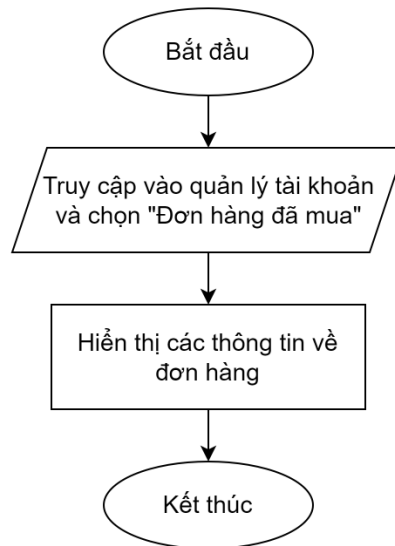 Bắt đầu
Truy cập vào quản lý tài khoản
và chọn "Đơn hàng đã mua"
Hiển thị các thông tin về
đơn hàng
Kết thúc